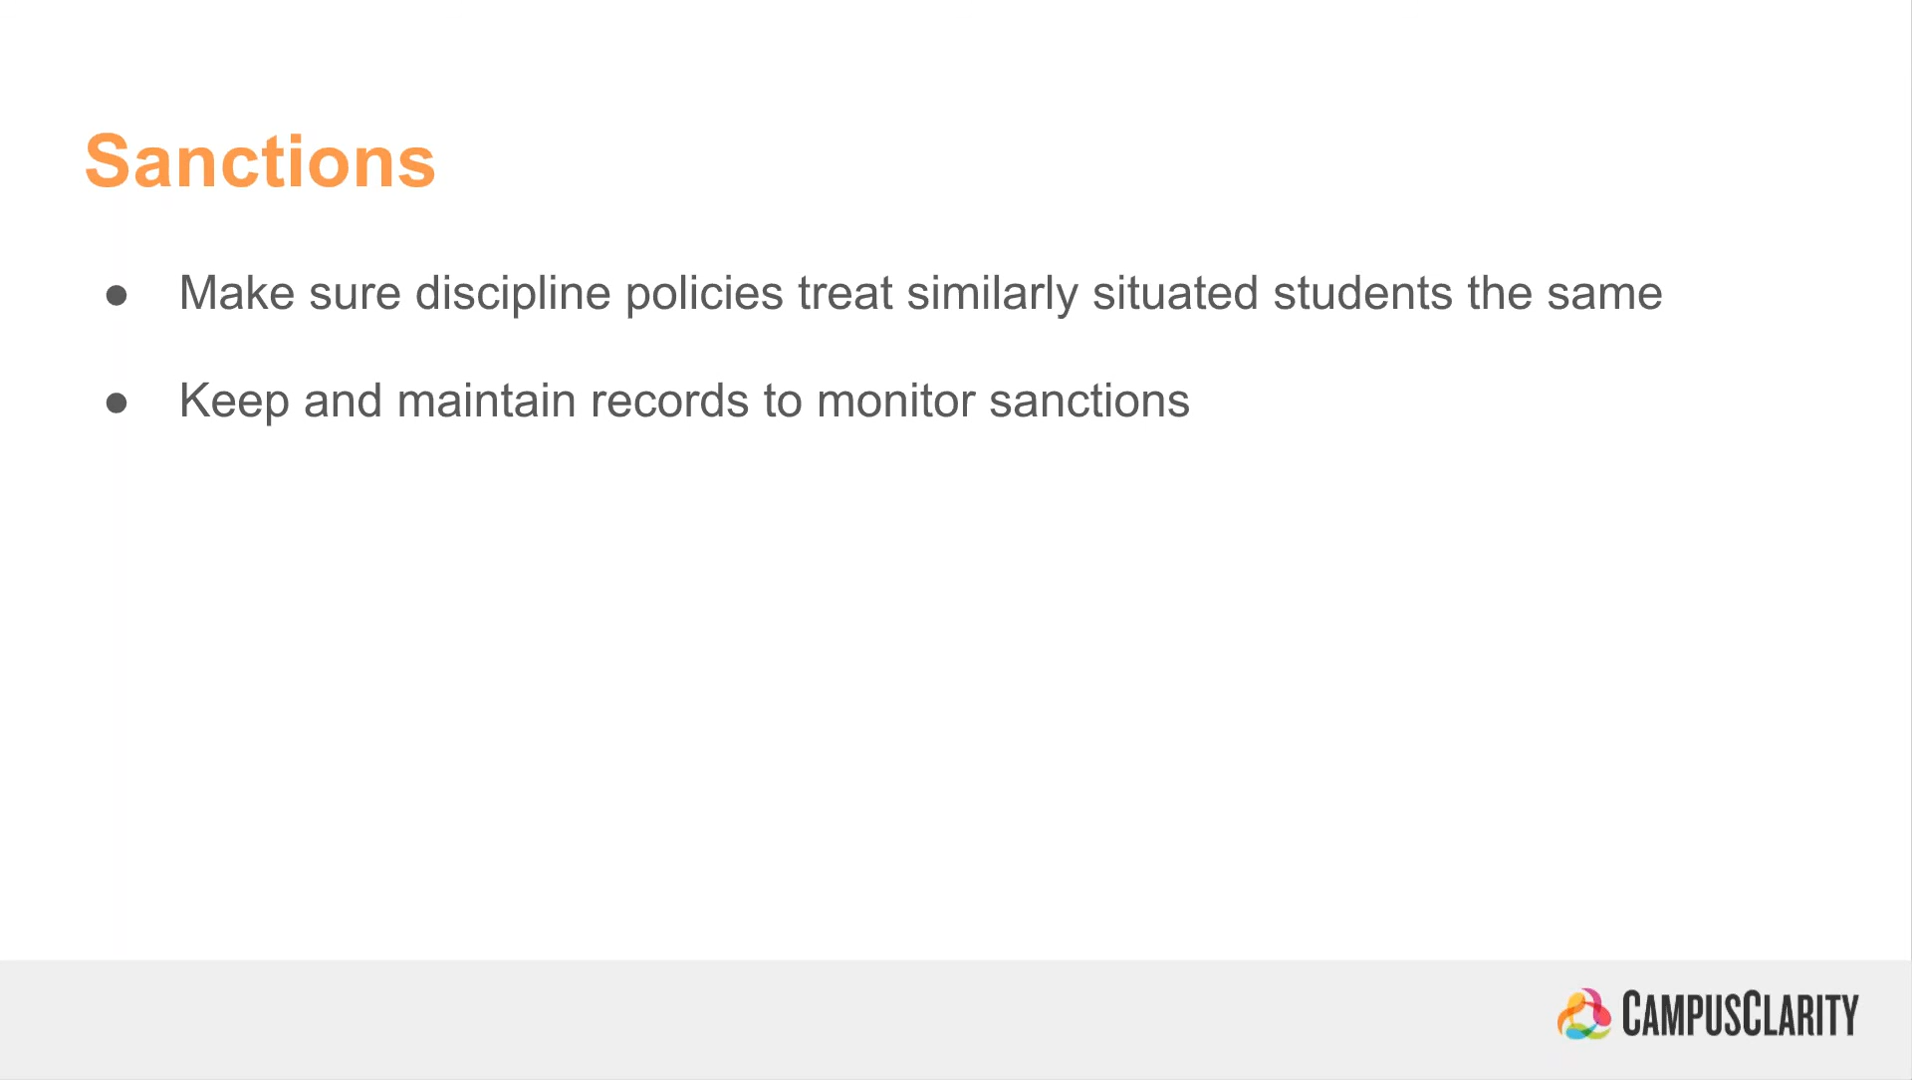 Sanctions
● Make sure discipline policies treat similarly situated students the same
● Keep and maintain records to monitor sanctions
CAMPUSCLARITY